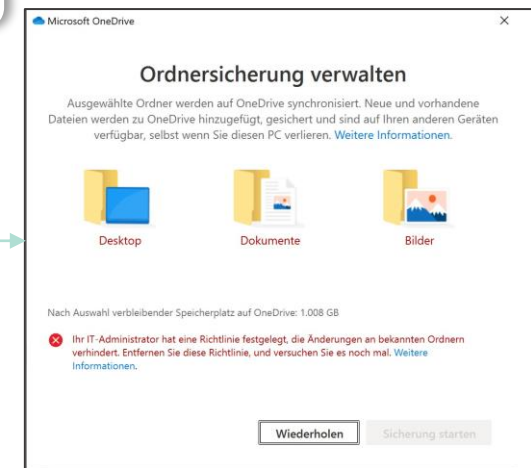 Microsoft OneDrive
Ordnersicherung verwalten
Ausgewählte Ordner werden auf OneDrive synchronisiert. Neue und vorhandene
Dateien werden zu OneDrive hinzugefügt, gesichert und sind auf Ihren anderen Geräten
verfügbar, selbst wenn Sie diesen PC verlieren. Weitere Informationen.
Desktop Dokumente Bilder
Nach Auswahl verbleibender Speicherplatz auf OneDrive: 1.008 GB
Ihr IT-Administrator hat eine Richtlinie festgelegt, die Änderungen an bekannten Ordnern
verhindert. Entfernen Sie diese Richtlinie, und versuchen Sie es noch mal. Weitere
Informationen.
Wiederholen Sicherung starten